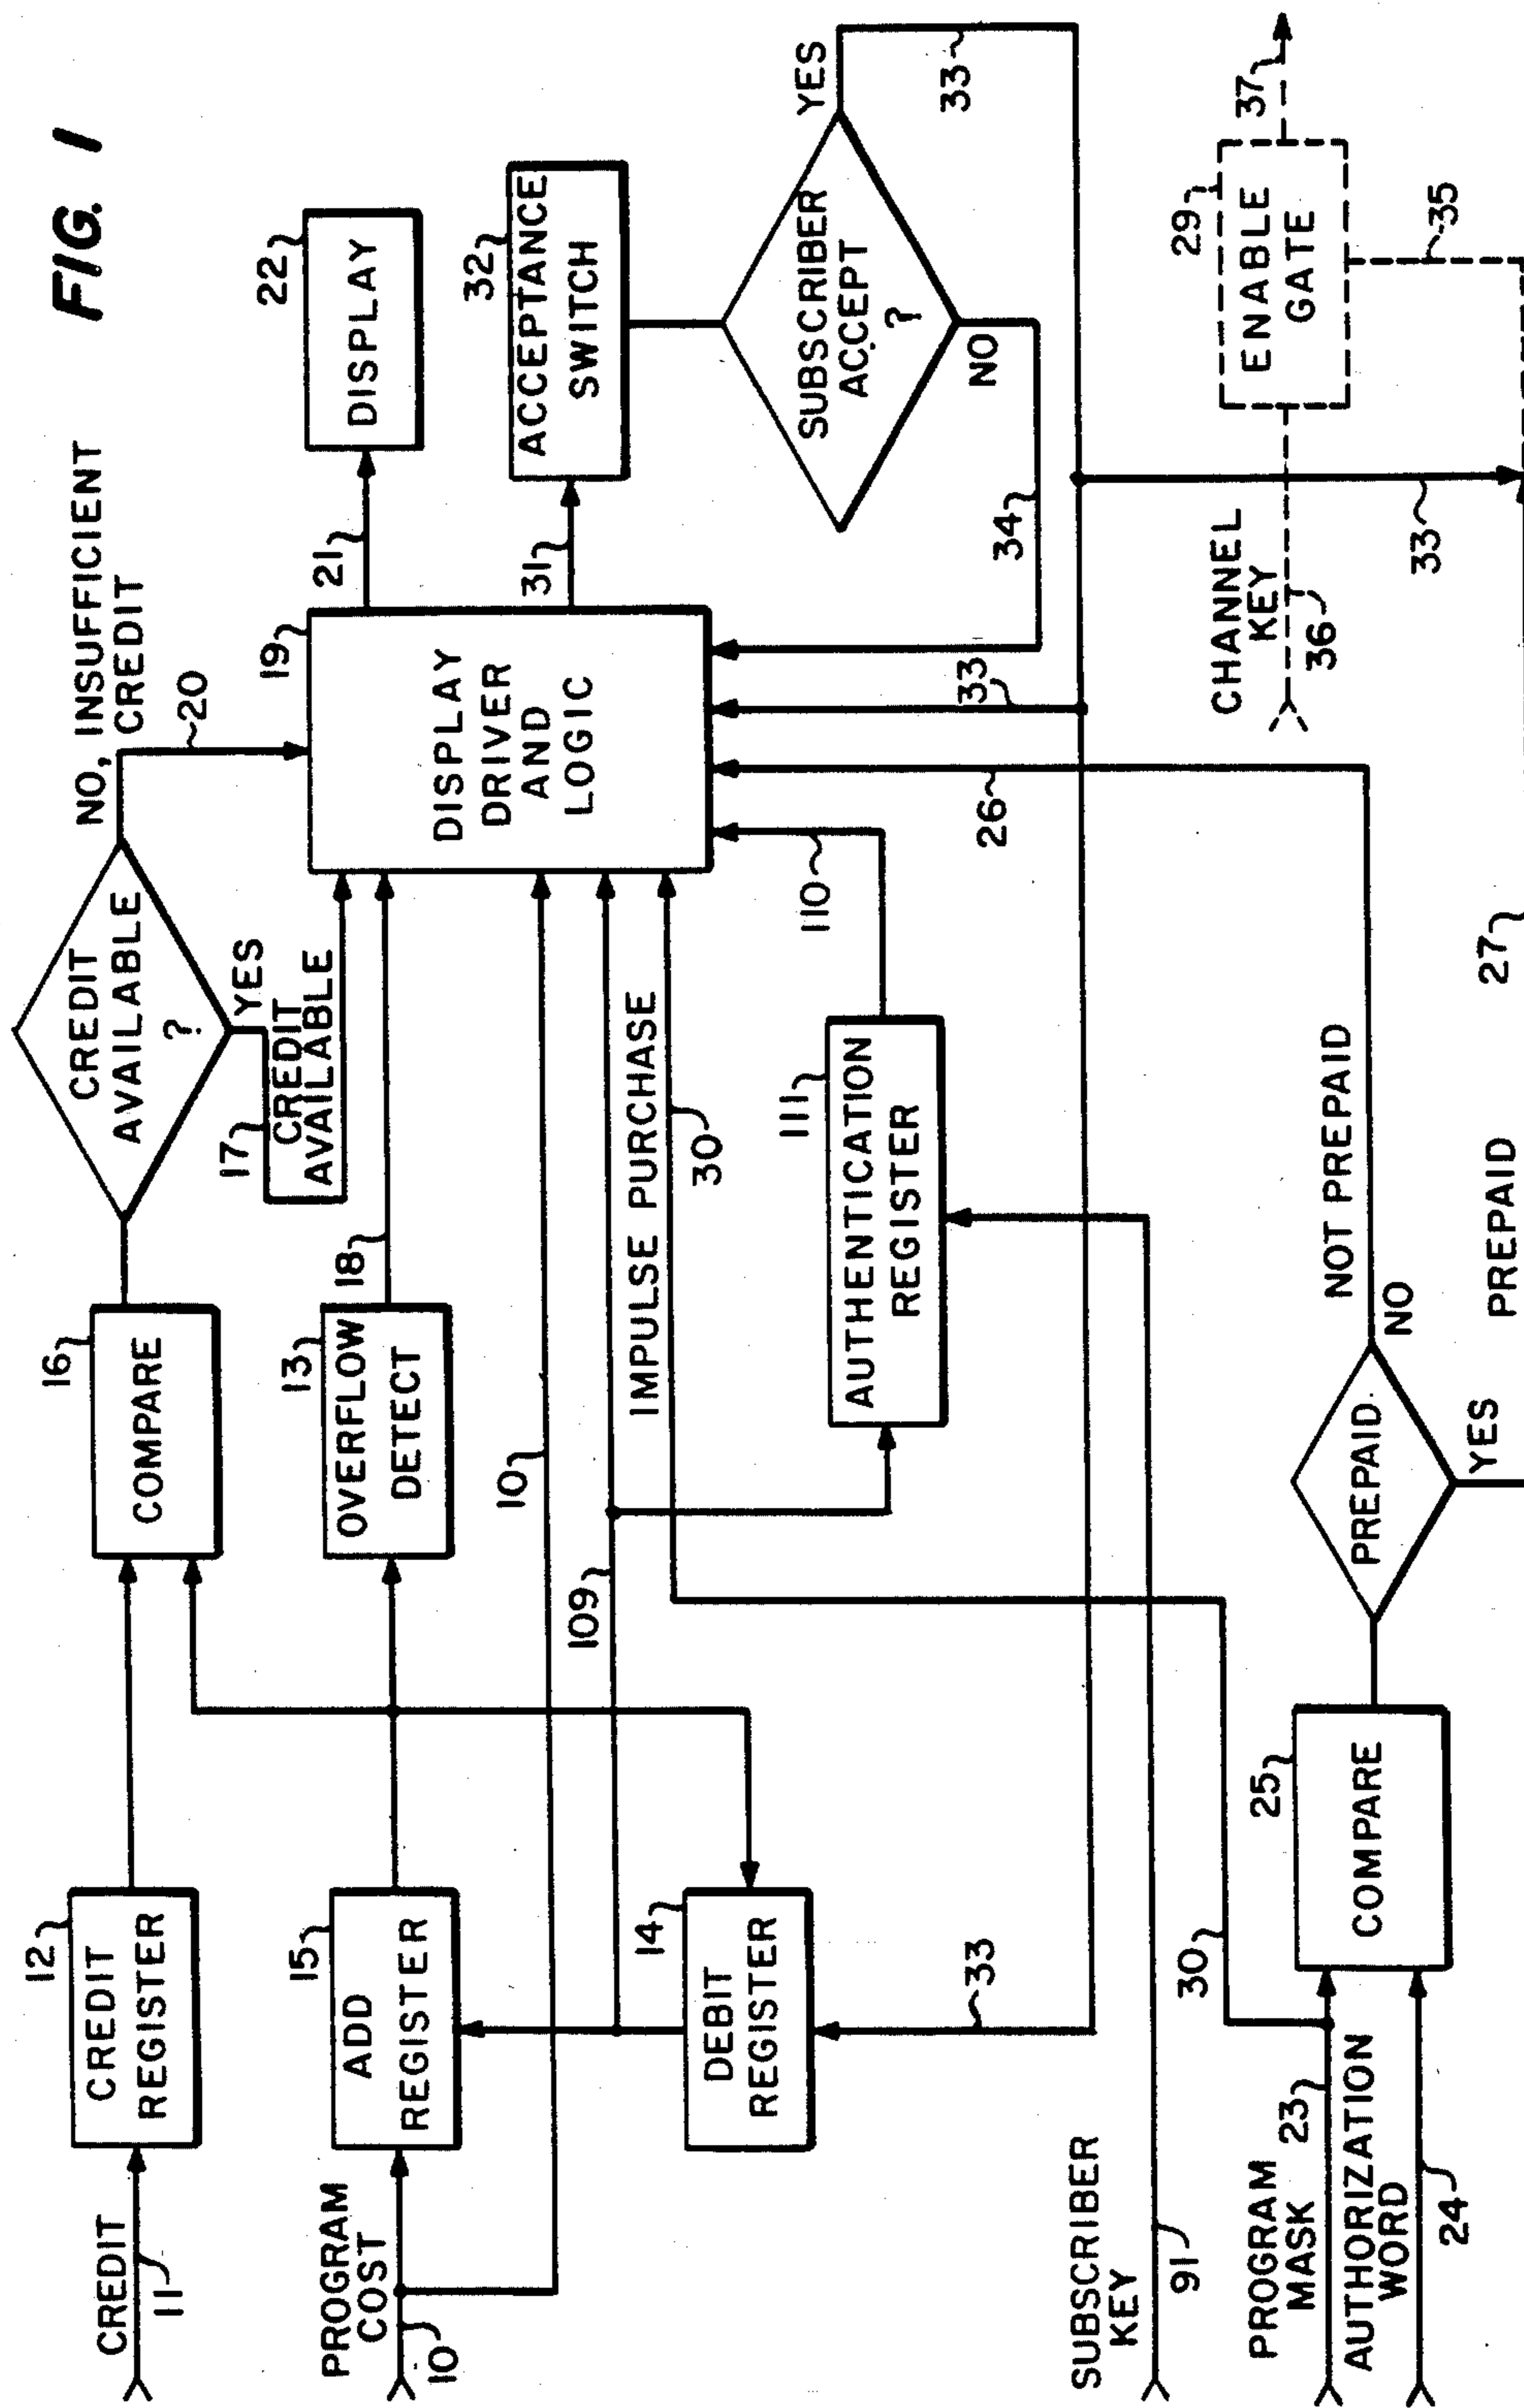 FIG. 1
CREDIT
11
12
CREDIT
REGISTER
16
COMPARE
CREDIT
AVAILABLE
?
NO, INSUFFICIENT
CREDIT
20
YES
17
CREDIT
AVAILABLE
PROGRAM
COST
10
15
ADD
REGISTER
13
OVERFLOW
DETECT
18
19
DISPLAY
DRIVER
AND
LOGIC
21
22
DISPLAY
10
109
IMPULSE PURCHASE
30
31
32
ACCEPTANCE
SWITCH
14
DEBIT
REGISTER
33
111
AUTHENTICATION
REGISTER
110
26
33
34
SUBSCRIBER
ACCEPT
?
YES
NO
33
SUBSCRIBER
KEY
91
PROGRAM
MASK
23
AUTHORIZATION
WORD
24
30
25
COMPARE
PREPAID
NO
YES
NOT PREPAID
PREPAID
27
CHANNEL
KEY
36
33
29
ENABLE
GATE
35
37